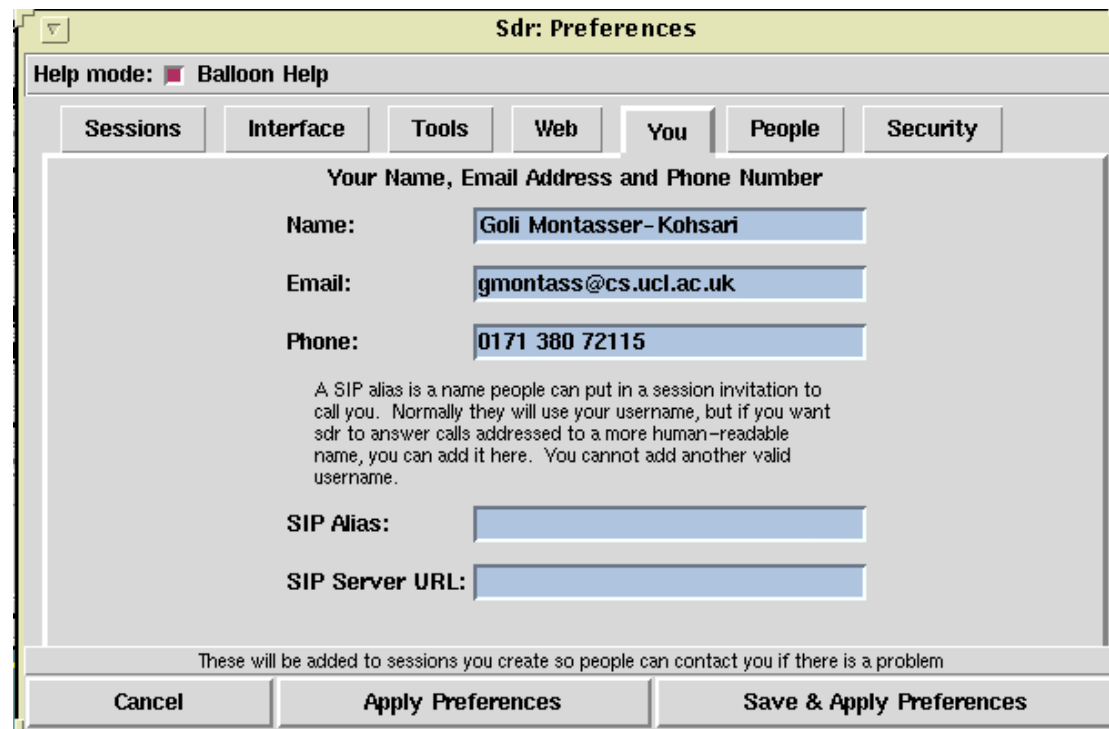 Sdr: Preferences
Help mode: Balloon Help
Sessions Interface Tools Web You People Security
Your Name, Email Address and Phone Number
Name: Goli Montasser-Kohsari
Email: gmontass@cs.ucl.ac.uk
Phone: 0171 380 72115
A SIP alias is a name people can put in a session invitation to
call you. Normally they will use your username, but if you want
sdr to answer calls addressed to a more human-readable
name, you can add it here. You cannot add another valid
username.
SIP Alias:
SIP Server URL:
These will be added to sessions you create so people can contact you if there is a problem
Cancel Apply Preferences Save & Apply Preferences